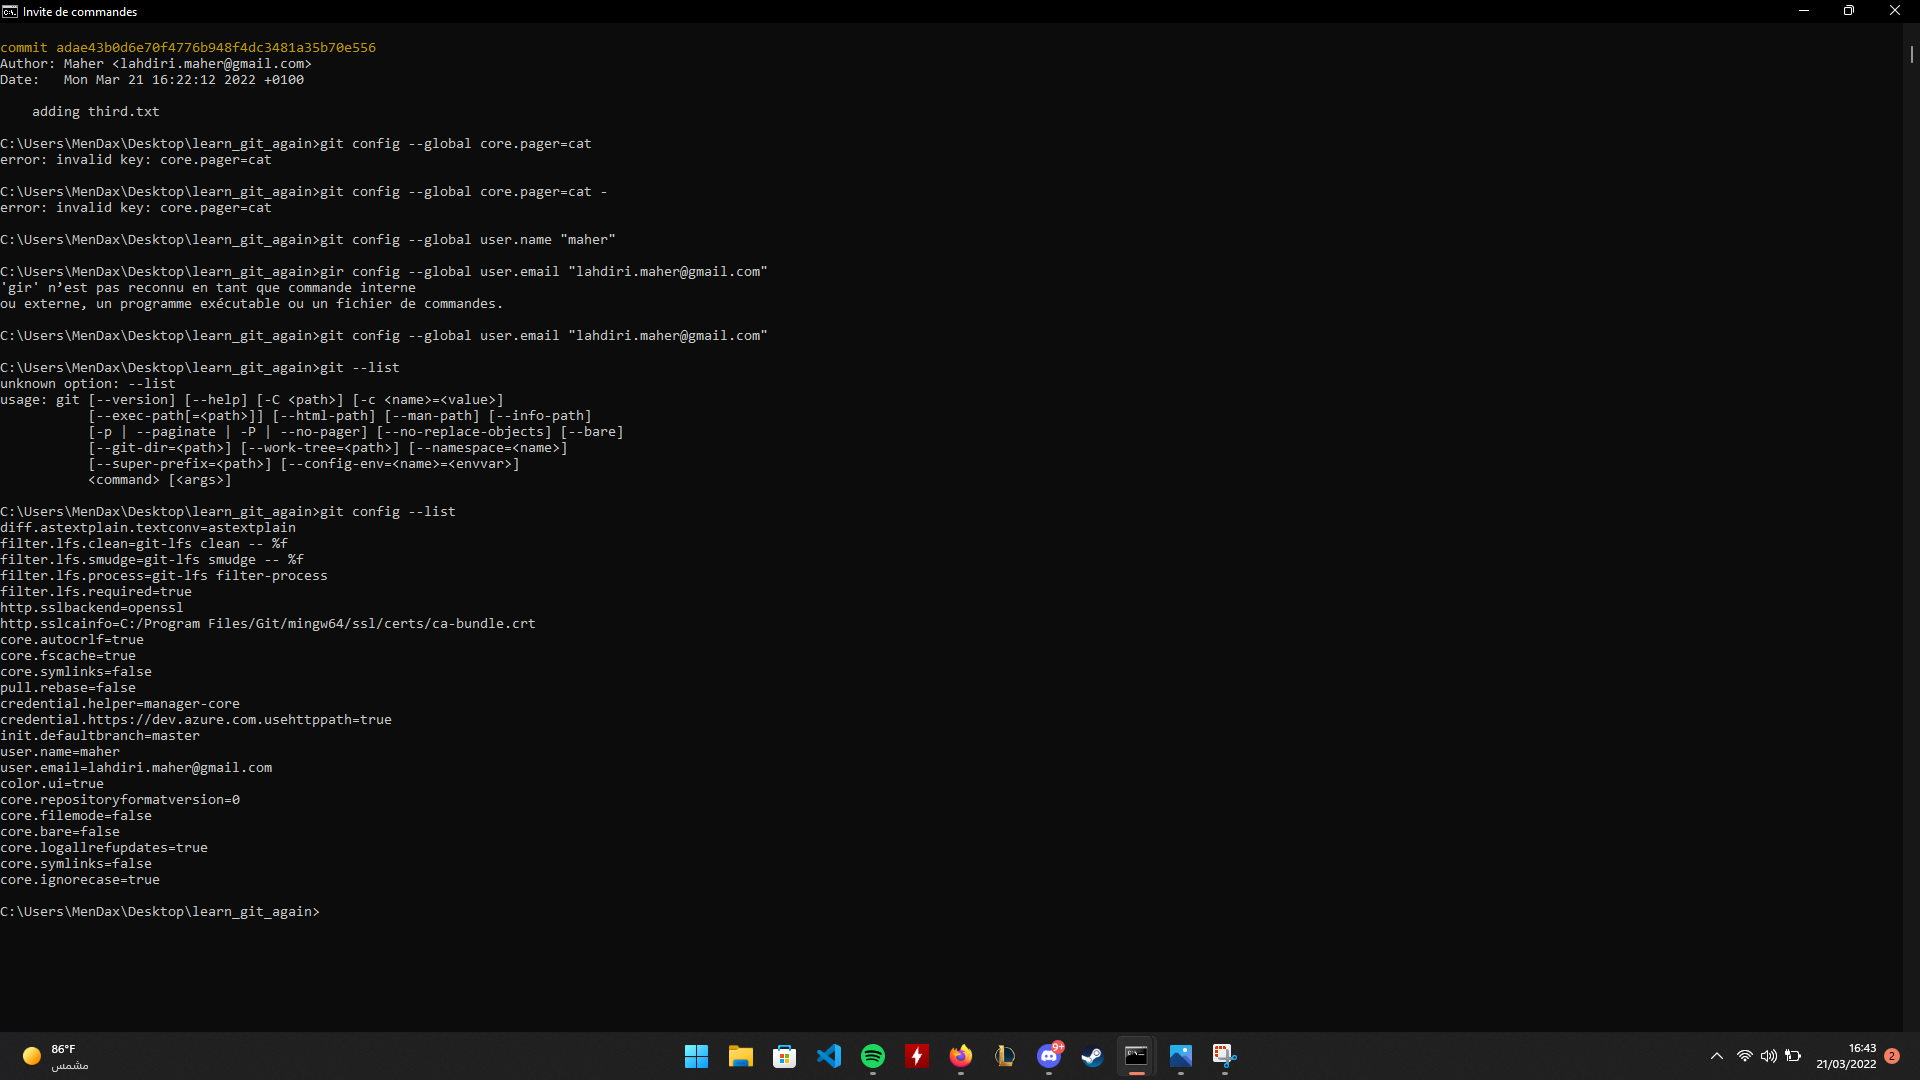 Invite de commandes
commit adae43b0d6e70f4776b948f4dc3481a35b70e556
Author: Maher <lahdiri.maher@gmail.com>
Date:   Mon Mar 21 16:22:12 2022 +0100
    adding third.txt
C:\Users\MenDax\Desktop\learn_git_again>git config --global core.pager=cat
error: invalid key: core.pager=cat
C:\Users\MenDax\Desktop\learn_git_again>git config --global core.pager=cat -
error: invalid key: core.pager=cat
C:\Users\MenDax\Desktop\learn_git_again>git config --global user.name "maher"
C:\Users\MenDax\Desktop\learn_git_again>gir config --global user.email "lahdiri.maher@gmail.com"
'gir' n’est pas reconnu en tant que commande interne
ou externe, un programme exécutable ou un fichier de commandes.
C:\Users\MenDax\Desktop\learn_git_again>git config --global user.email "lahdiri.maher@gmail.com"
C:\Users\MenDax\Desktop\learn_git_again>git --list
unknown option: --list
usage: git [--version] [--help] [-C <path>] [-c <name>=<value>]
           [--exec-path[=<path>]] [--html-path] [--man-path] [--info-path]
           [-p | --paginate | -P | --no-pager] [--no-replace-objects] [--bare]
           [--git-dir=<path>] [--work-tree=<path>] [--namespace=<name>]
           [--super-prefix=<path>] [--config-env=<name>=<envvar>]
           <command> [<args>]
C:\Users\MenDax\Desktop\learn_git_again>git config --list
diff.astextplain.textconv=astextplain
filter.lfs.clean=git-lfs clean -- %f
filter.lfs.smudge=git-lfs smudge -- %f
filter.lfs.process=git-lfs filter-process
filter.lfs.required=true
http.sslbackend=openssl
http.sslcainfo=C:/Program Files/Git/mingw64/ssl/certs/ca-bundle.crt
core.autocrlf=true
core.fscache=true
core.symlinks=false
pull.rebase=false
credential.helper=manager-core
credential.https://dev.azure.com.usehttppath=true
init.defaultbranch=master
user.name=maher
user.email=lahdiri.maher@gmail.com
color.ui=true
core.repositoryformatversion=0
core.filemode=false
core.bare=false
core.logallrefupdates=true
core.symlinks=false
core.ignorecase=true
C:\Users\MenDax\Desktop\learn_git_again>
86°F
مشمس
9+
16:43
21/03/2022
2